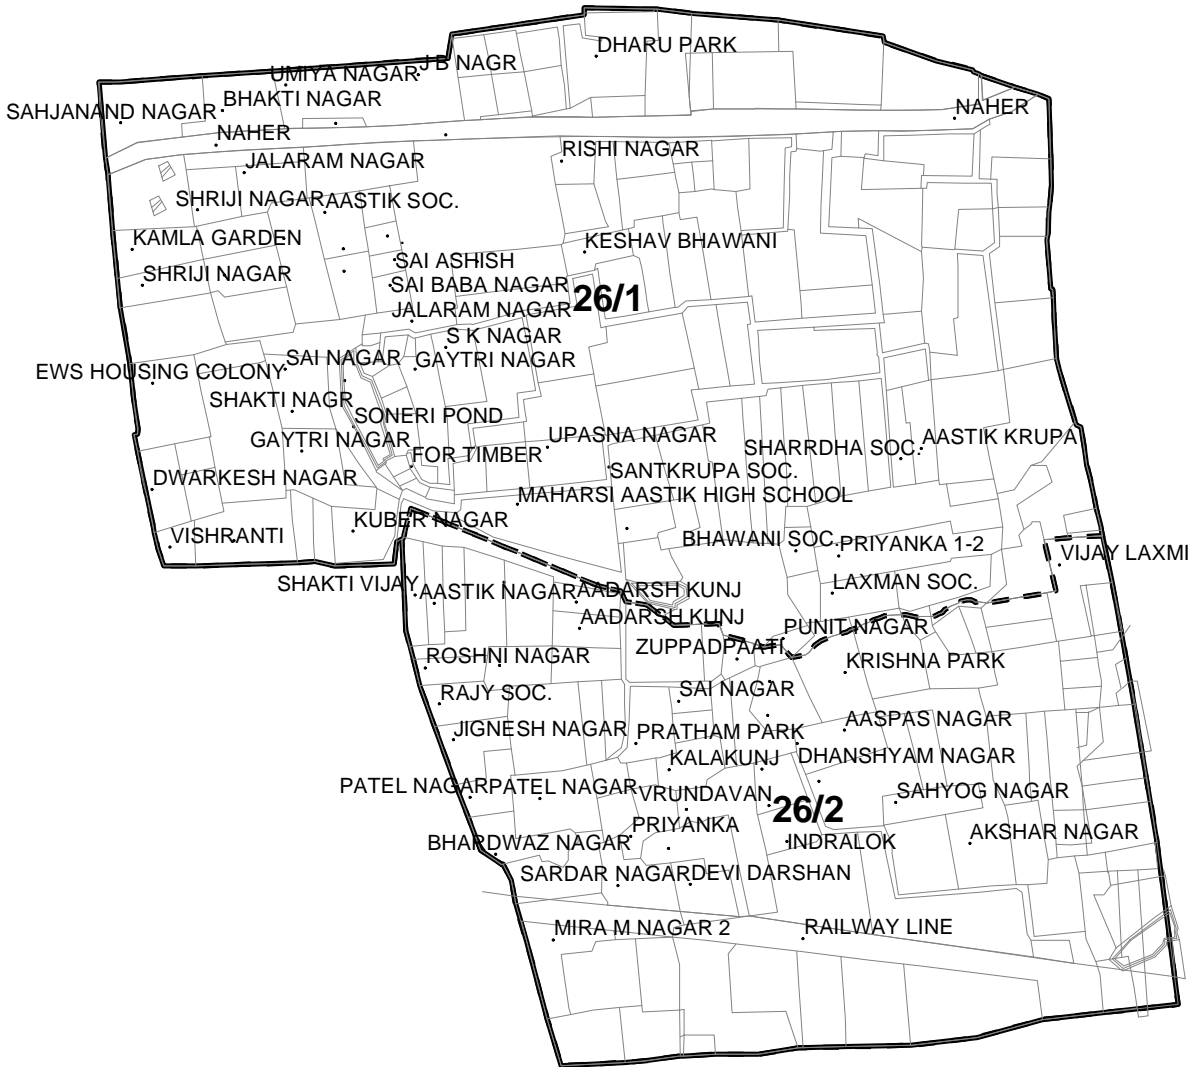 DHARU PARK
J B NAGR
UMIYA NAGAR
BHAKTI NAGAR
SAHJANAND NAGAR
NAHER
NAHER
JALARAM NAGAR
RISHI NAGAR
SHRIJI NAGAR
AASTIK SOC.
KAMLA GARDEN
KESHAV BHAWANI
SAI ASHISH
SHRIJI NAGAR
SAI BABA NAGAR
26/1
JALARAM NAGAR
S K NAGAR
SAI NAGAR
GAYTRI NAGAR
EWS HOUSING COLONY
SHAKTI NAGR
SONERI POND
GAYTRI NAGAR
UPASNA NAGAR
AASTIK KRUPA
SHARRDHA SOC.
FOR TIMBER
SANTKRUPA SOC.
DWARKESH NAGAR
MAHARSI AASTIK HIGH SCHOOL
KUBER NAGAR
VISHRANTI
BHAWANI SOC.
PRIYANKA 1-2
VIJAY LAXMI
SHAKTI VIJAY
AASTIK NAGAR
AADARSH KUNJ
LAXMAN SOC.
AADARSH KUNJ
PUNIT NAGAR
ZUPPADPAATI
ROSHNI NAGAR
KRISHNA PARK
RAJY SOC.
SAI NAGAR
AASPAS NAGAR
JIGNESH NAGAR
PRATHAM PARK
KALAKUNJ
DHANSHYAM NAGAR
PATEL NAGAR
PATEL NAGAR
VRUNDAVAN
SAHYOG NAGAR
26/2
PRIYANKA
AKSHAR NAGAR
BHARDWAZ NAGAR
INDRALOK
SARDAR NAGAR
DEVI DARSHAN
MIRA M NAGAR 2
RAILWAY LINE